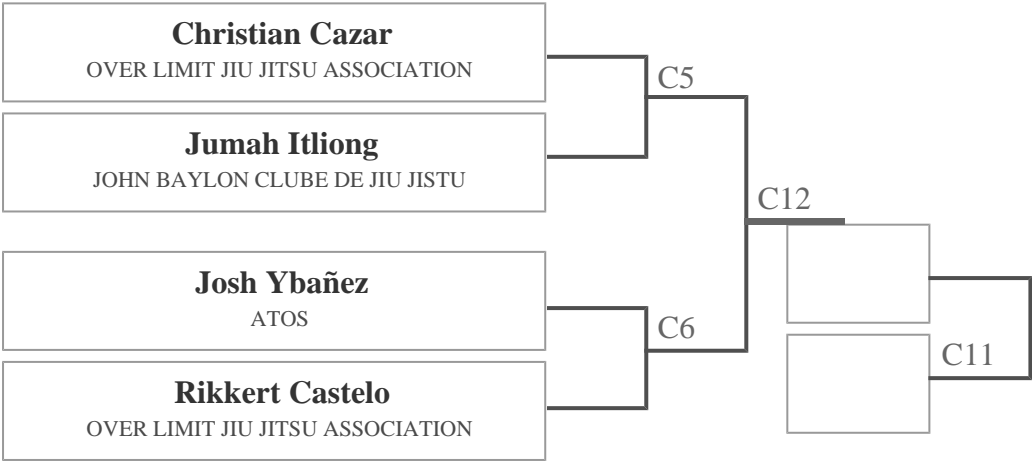 Christian Cazar
OVER LIMIT JIU JITSU ASSOCIATION
C5
Jumah Itliong
JOHN BAYLON CLUBE DE JIU JISTU
C12
Josh Ybañez
ATOS
C6
C11
Rikkert Castelo
OVER LIMIT JIU JITSU ASSOCIATION